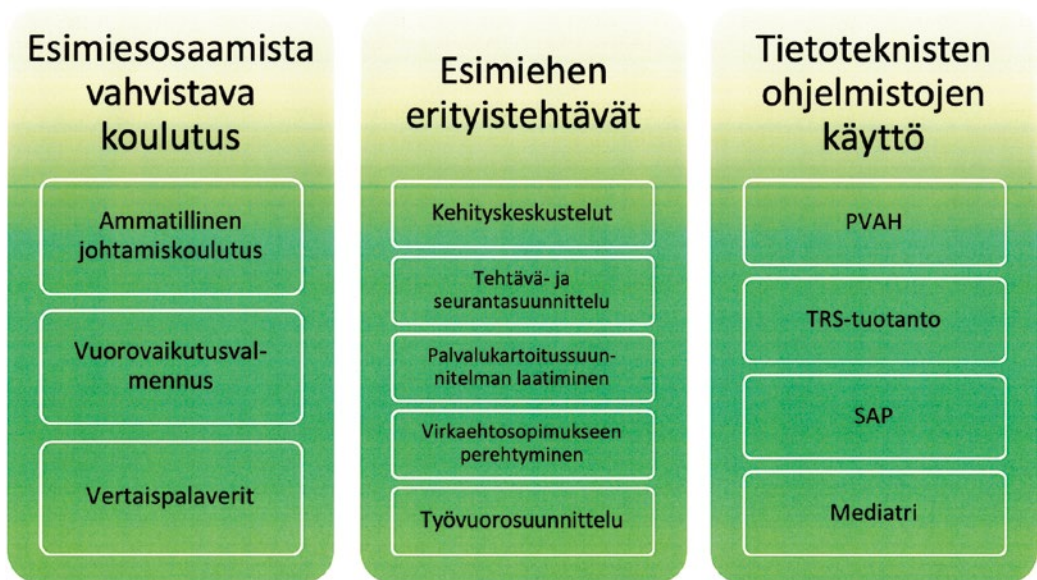 Esimiesosaamista
vahvistava
koulutus
Ammatillinen
johtamiskoulutus
Vuorovaikutusval-
mennus
Vertaispalaverit
Esimiehen
erityistehtävät
Kehityskeskustelut
Tehtävä- ja
seurantasuunnittelu
Palvalukartoitussuun-
nitelman laatiminen
Virkaehtosopimukseen
perehtyminen
Työvuorosuunnittelu
Tietoteknisten
ohjelmistojen
käyttö
PVAH
TRS-tuotanto
SAP
Mediatri